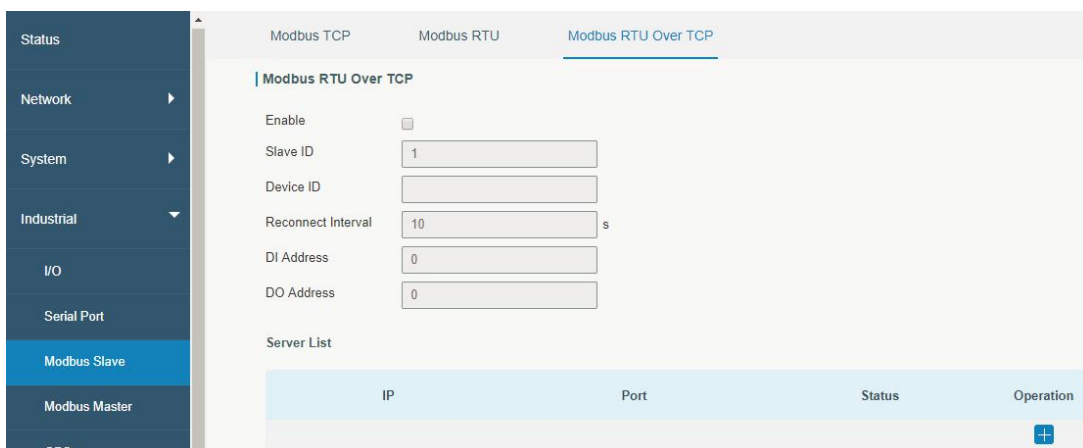 Status
Network
System
Industrial
I/O
Serial Port
Modbus Slave
Modbus Master
Modbus TCP Modbus RTU Modbus RTU Over TCP
Modbus RTU Over TCP
Enable
Slave ID 1
Device ID
Reconnect Interval 10 s
DI Address 0
DO Address 0
Server List
IP Port Status Operation